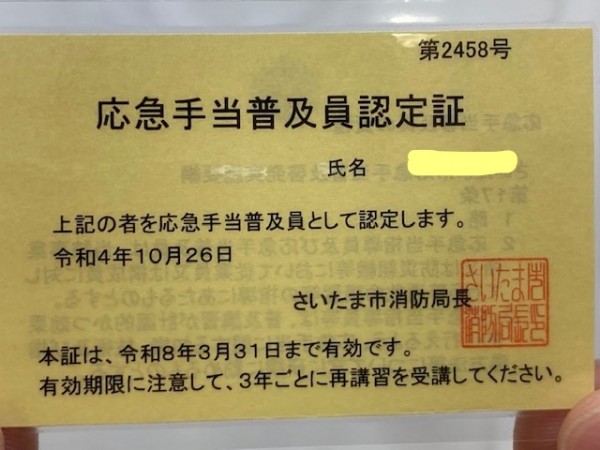 第2458号
応急手当普及員認定証
氏名
上記の者を応急手当普及員として認定します。
令和4年10月26日
さいたま市消防局長
さいたま市
消防局長印
本証は、令和8年3月31日まで有効です。
有効期限に注意して、3年ごとに再講習を受講してください。